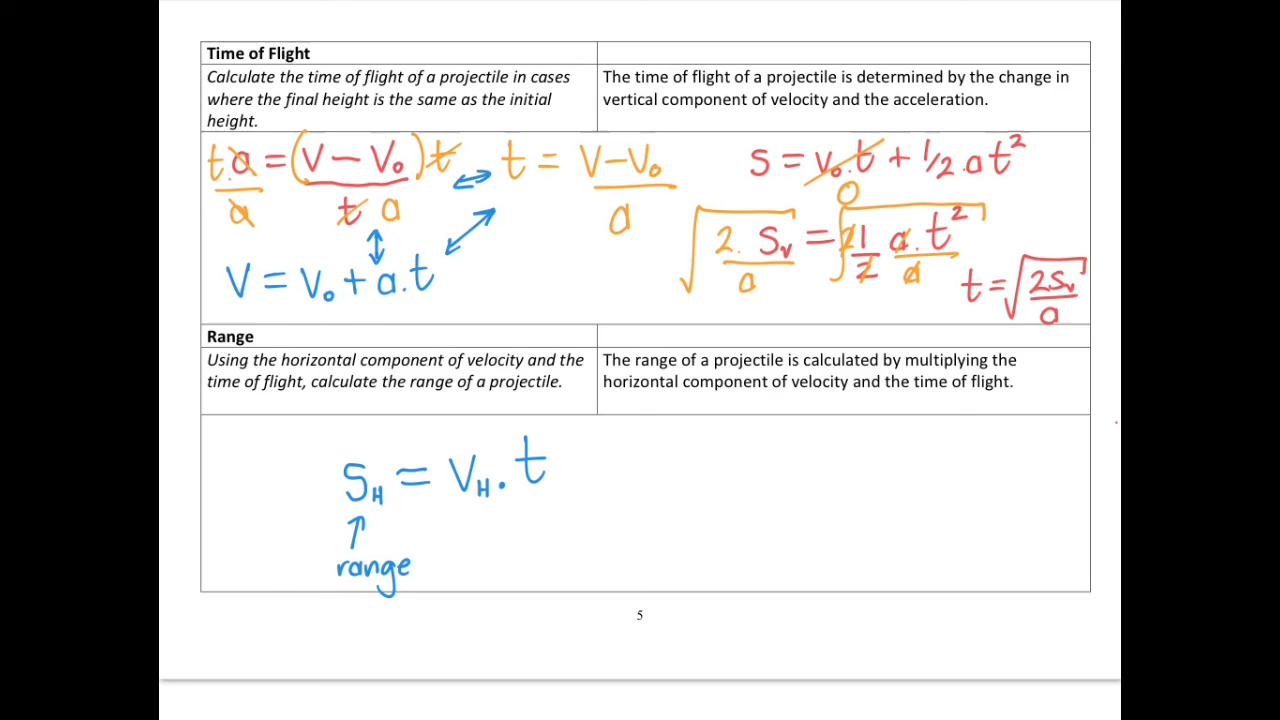 Time of Flight
Calculate the time of flight of a projectile in cases
where the final height is the same as the initial
height.
The time of flight of a projectile is determined by the change in
vertical component of velocity and the acceleration.
t.a = (v - v₀)t
a t a
t = v-v₀
a
v = v₀ + a.t
s = v₀.t + 1/2.at²
0
√2. Sv = √21 a.t²
a 2 a
t = √2Sv
a
Range
Using the horizontal component of velocity and the
time of flight, calculate the range of a projectile.
The range of a projectile is calculated by multiplying the
horizontal component of velocity and the time of flight.
S_H = V_H . t
range
5